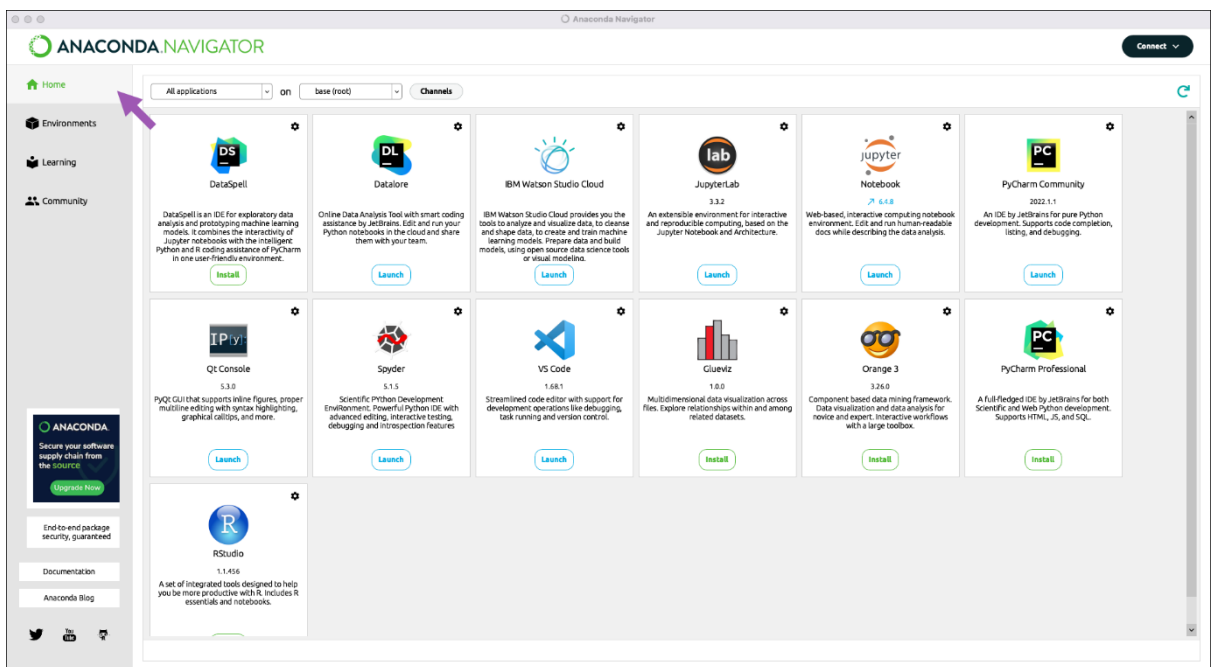 Anaconda Navigator
ANACONDA.NAVIGATOR
Connect
Home
Environments
Learning
Community
All applications
on
base (root)
Channels
DS
DataSpell
DataSpell is an IDE for exploratory data
analysis and prototyping machine learning
models. It combines the interactivity of
Jupyter notebooks with the intelligent
Python and R coding assistance of PyCharm
in one user-friendly environment.
Install
DL
Datalore
Online Data Analysis Tool with smart coding
assistance by JetBrains. Edit and run your
Python notebooks in the cloud and share
them with your team.
Launch
IBM Watson Studio Cloud
IBM Watson Studio Cloud provides you the
tools to analyze and visualize data, to cleanse
and shape data, to create and train machine
learning models. Prepare data and build
models, using open source data science tools
or visual modeling.
Launch
lab
JupyterLab
3.3.2
An extensible environment for interactive
and reproducible computing, based on the
Jupyter Notebook and Architecture.
Launch
jupyter
Notebook
6.4.8
Web-based, interactive computing notebook
environment. Edit and run human-readable
docs while describing the data analysis.
Launch
PC
PyCharm Community
2022.1.1
An IDE by JetBrains for pure Python
development. Supports code completion,
listing, and debugging.
Launch
IP[y]:
Qt Console
5.3.0
PyQt GUI that supports inline figures, proper
multiline editing with syntax highlighting,
graphical calltips, and more.
Launch
Spyder
5.1.5
Scientific PYthon Development
EnviRonment. Powerful Python IDE with
advanced editing, interactive testing,
debugging and introspection features
Launch
VS Code
1.68.1
Streamlined code editor with support for
development operations like debugging,
task running and version control.
Launch
Glueviz
1.0.0
Multidimensional data visualization across
files. Explore relationships within and among
related datasets.
Install
Orange 3
3.26.0
Component based data mining framework.
Data visualization and data analysis for
novice and expert. Interactive workflows
with a large toolbox.
Install
PC
PyCharm Professional
A full-fledged IDE by JetBrains for both
Scientific and Web Python development.
Supports HTML, JS, and SQL.
Install
R
RStudio
1.1.456
A set of integrated tools designed to help
you be more productive with R. Includes R
essentials and notebooks.
ANACONDA.
Secure your software
supply chain from
the source
Upgrade Now
End-to-end package
security, guaranteed
Documentation
Anaconda Blog
You
Tube